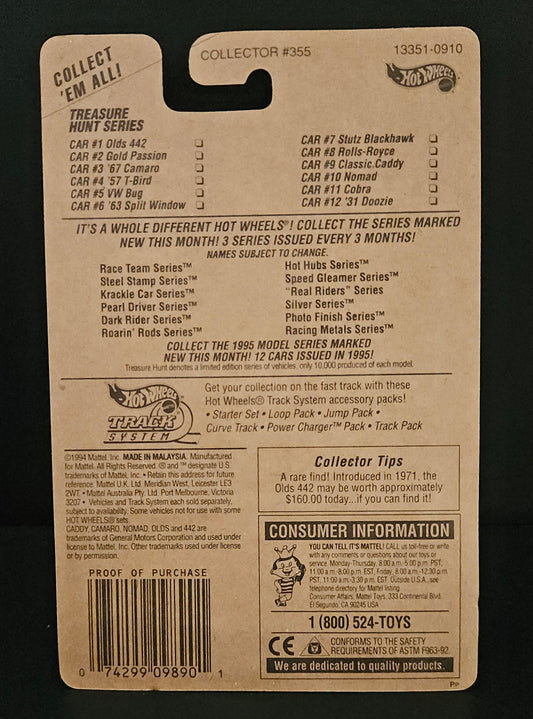 COLLECT
'EM ALL!
COLLECTOR #355
13351-0910
Hot Wheels
TREASURE
HUNT SERIES
CAR #1 Olds 442
CAR #2 Gold Passion
CAR #3 '67 Camaro
CAR #4 '57 T-Bird
CAR #5 VW Bug
CAR #6 '63 Split Window
CAR #7 Stutz Blackhawk
CAR #8 Rolls-Royce
CAR #9 Classic Caddy
CAR #10 Nomad
CAR #11 Cobra
CAR #12 '31 Doozie
IT'S A WHOLE DIFFERENT HOT WHEELS®! COLLECT THE SERIES MARKED
NEW THIS MONTH! 3 SERIES ISSUED EVERY 3 MONTHS!
NAMES SUBJECT TO CHANGE.
Race Team Series™
Steel Stamp Series™
Krackle Car Series™
Pearl Driver Series™
Dark Rider Series™
Roarin' Rods Series™
Hot Hubs Series™
Speed Gleamer Series™
"Real Riders" Series
Silver Series™
Photo Finish Series™
Racing Metals Series™
COLLECT THE 1995 MODEL SERIES MARKED
NEW THIS MONTH! 12 CARS ISSUED IN 1995!
Treasure Hunt denotes a limited edition series of vehicles, only 10,000 produced of each model.
Hot Wheels
TRACK
SYSTEM
Get your collection on the fast track with these
Hot Wheels® Track System accessory packs!
• Starter Set • Loop Pack • Jump Pack •
Curve Track • Power Charger™ Pack • Track Pack
©1994 Mattel, Inc. MADE IN MALAYSIA. Manufactured
for Mattel. All Rights Reserved. ® and ™ designate U.S.
trademarks of Mattel, Inc. • Retain this address for future
reference: Mattel U.K. Ltd. Meridian West, Leicester LE3
2WT. • Mattel Australia Pty. Ltd. Port Melbourne, Victoria
3207 • Vehicles and Track System each sold separately,
subject to availability. Some vehicles not for use with some
HOT WHEELS® sets.
CADDY, CAMARO, NOMAD, OLDS and 442 are
trademarks of General Motors Corporation and used under
license to Mattel, Inc. Other trademarks used under license
or by permission.
Collector Tips
A rare find! Introduced in 1971, the
Olds 442 may be worth approximately
$160.00 today...if you can find it!
CONSUMER INFORMATION
YOU CAN TELL IT'S MATTEL! CALL us toll-free or write
with any comments or questions about our toys or
service. Monday-Thursday, 8:00 a.m.-5:00 p.m. PST,
11:00 a.m.-8:00 p.m. EST. Friday, 8:00 a.m.-12:30 p.m.
PST, 11:00 a.m.-3:30 p.m. EST. Outside U.S.A., see
telephone directory for Mattel listing.
Consumer Affairs, Mattel Toys, 333 Continental Blvd.
El Segundo, CA 90245 USA
1 (800) 524-TOYS
CE
CONFORMS TO THE SAFETY
REQUIREMENTS OF ASTM F963-92.
We are dedicated to quality products.
PROOF OF PURCHASE
0 74299 09890 1
PP